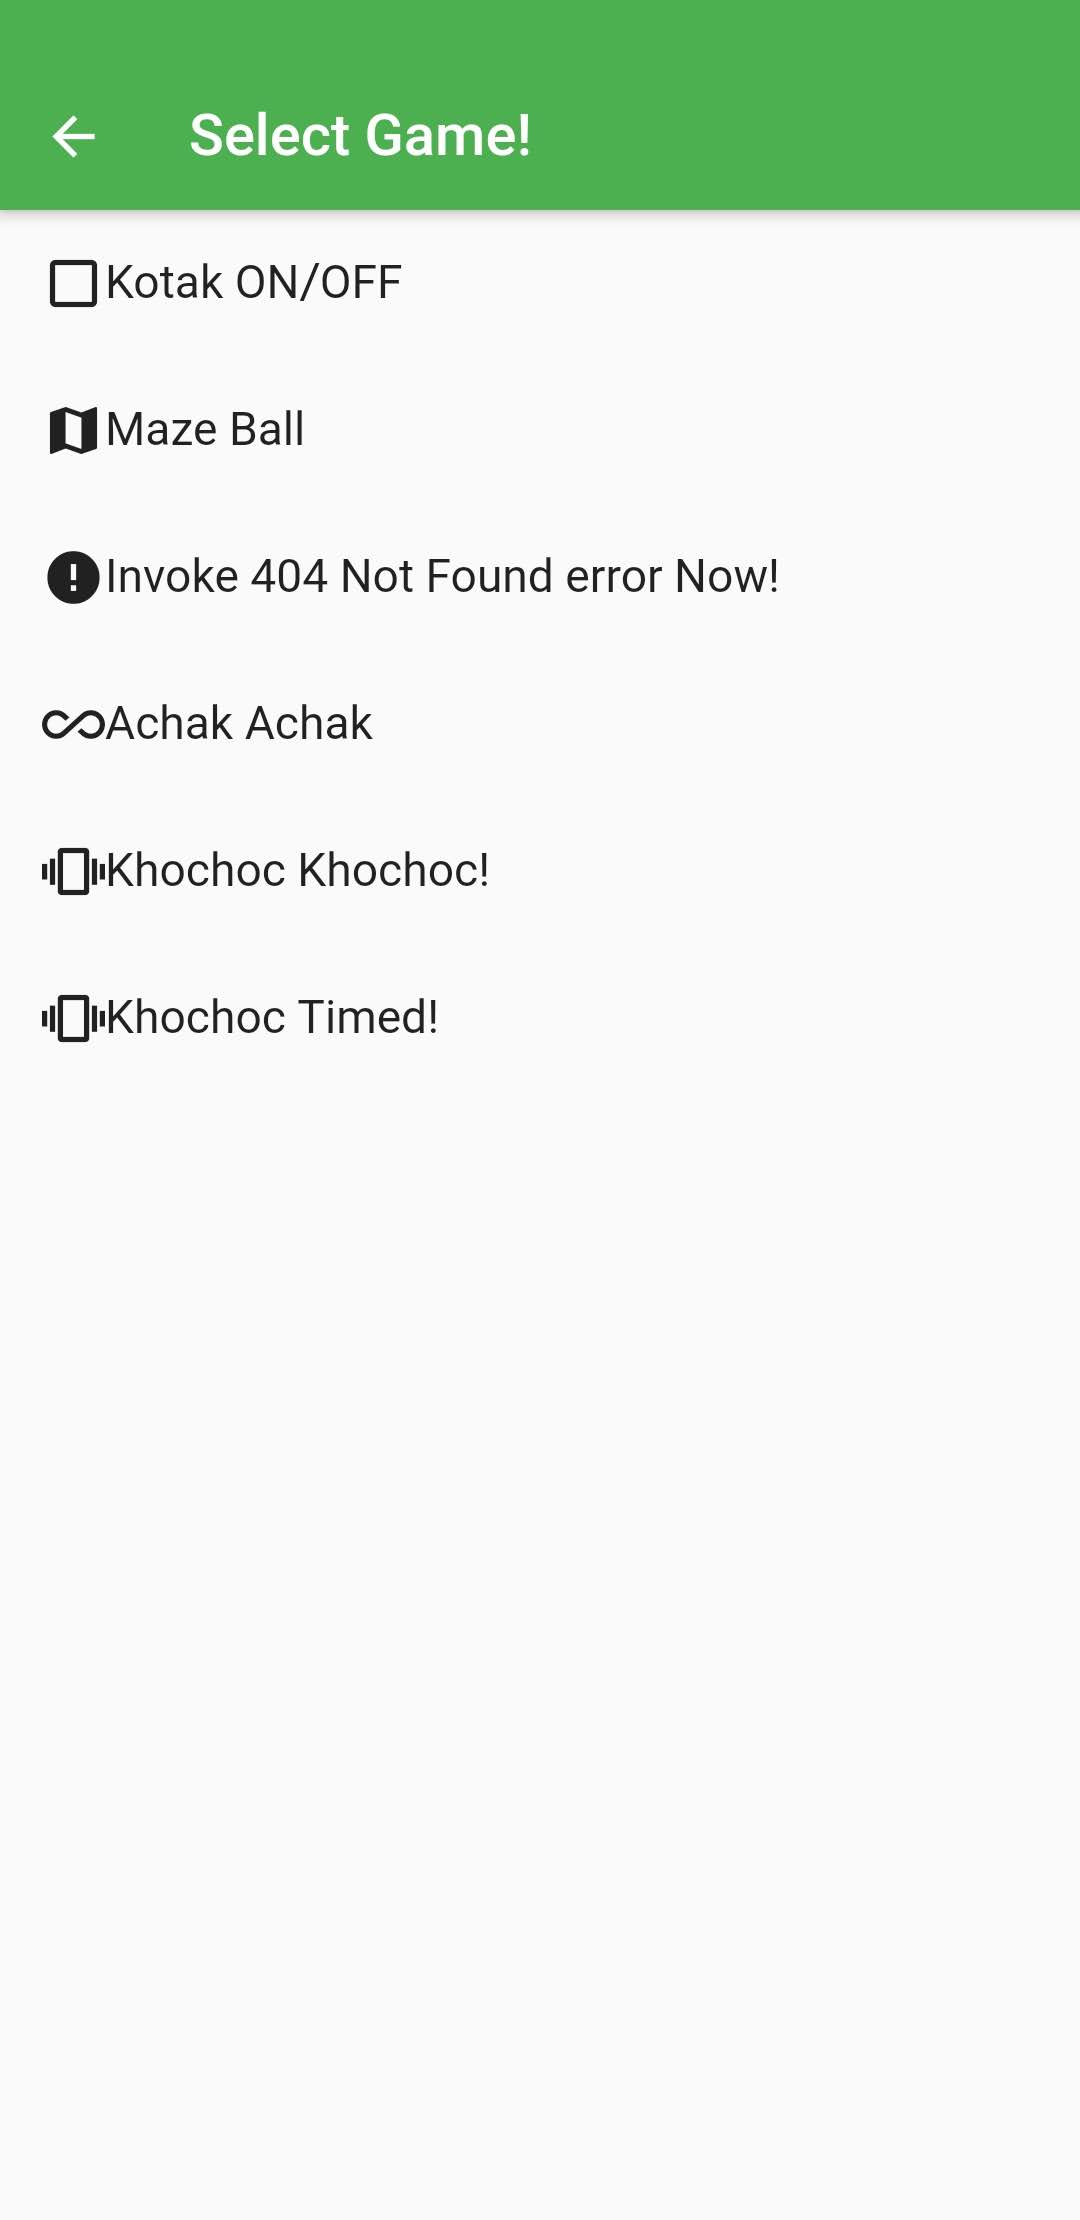 Select Game!
Kotak ON/OFF
Maze Ball
Invoke 404 Not Found error Now!
Achak Achak
Khochoc Khochoc!
Khochoc Timed!